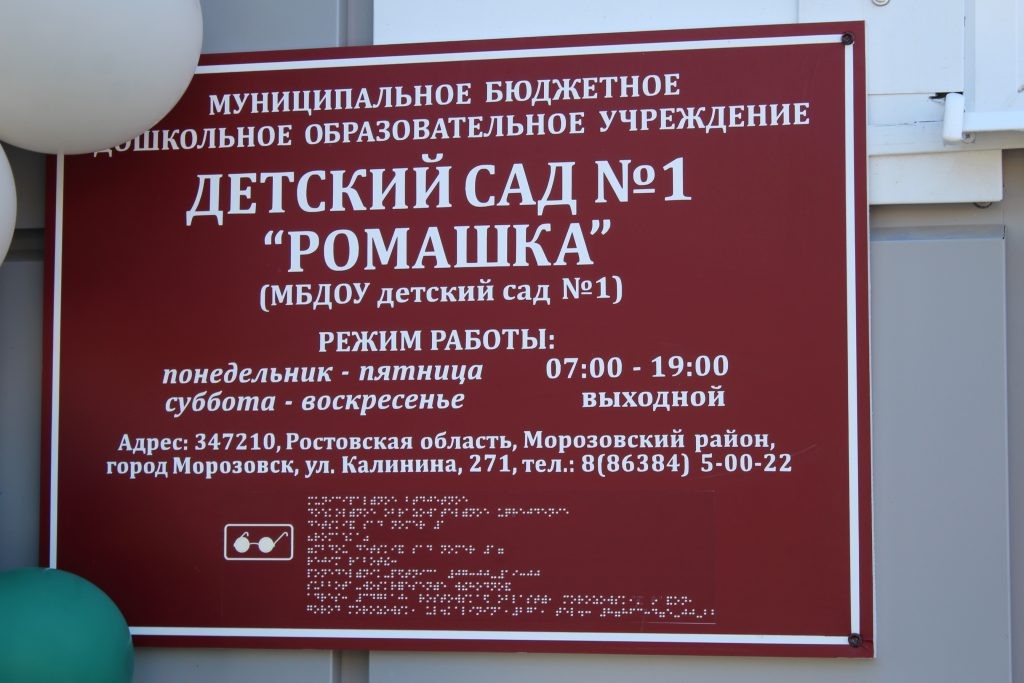 МУНИЦИПАЛЬНОЕ БЮДЖЕТНОЕ
ДОШКОЛЬНОЕ ОБРАЗОВАТЕЛЬНОЕ УЧРЕЖДЕНИЕ
ДЕТСКИЙ САД №1
“РОМАШКА”
(МБДОУ детский сад №1)
РЕЖИМ РАБОТЫ:
понедельник - пятница 07:00 - 19:00
суббота - воскресенье выходной
Адрес: 347210, Ростовская область, Морозовский район,
город Морозовск, ул. Калинина, 271, тел.: 8(86384) 5-00-22